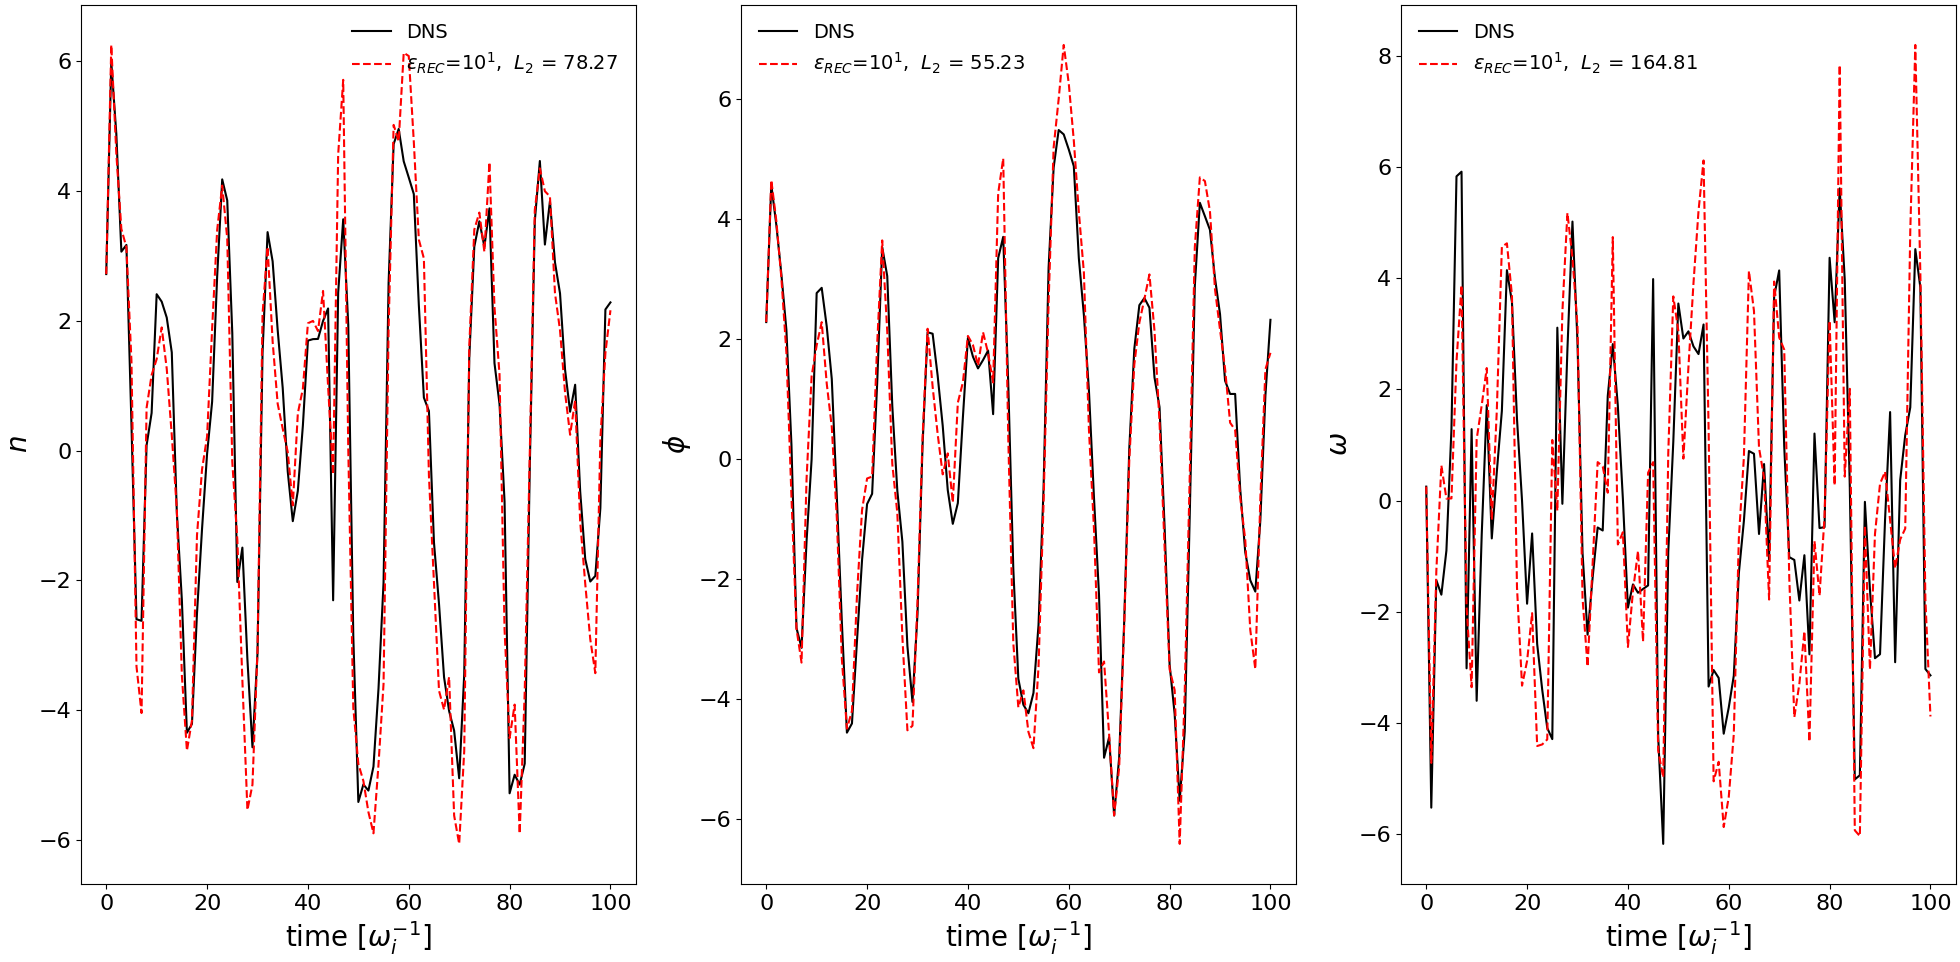 DNS
ε_REC=10¹, L₂ = 78.27
6
4
2
0
−2
−4
−6
n
0 20 40 60 80 100
time [ω_i⁻¹]
DNS
ε_REC=10¹, L₂ = 55.23
6
4
2
0
−2
−4
−6
ϕ
0 20 40 60 80 100
time [ω_i⁻¹]
DNS
ε_REC=10¹, L₂ = 164.81
8
6
4
2
0
−2
−4
−6
ω
0 20 40 60 80 100
time [ω_i⁻¹]